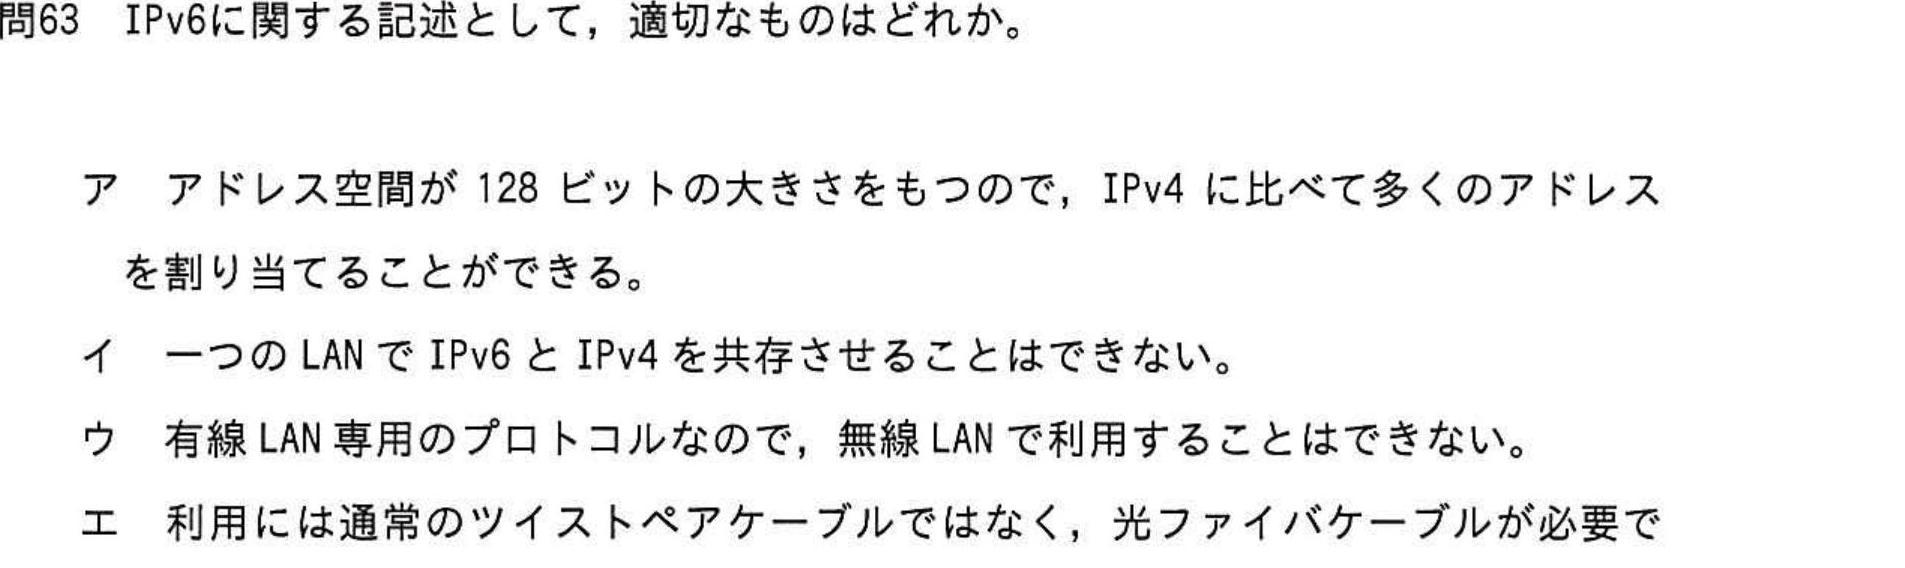 問63 IPv6に関する記述として，適切なものはどれか。
ア アドレス空間が 128 ビットの大きさをもつので，IPv4 に比べて多くのアドレス
を割り当てることができる。
イ 一つの LAN で IPv6 と IPv4 を共存させることはできない。
ウ 有線 LAN 専用のプロトコルなので，無線 LAN で利用することはできない。
エ 利用には通常のツイストペアケーブルではなく，光ファイバケーブルが必要で